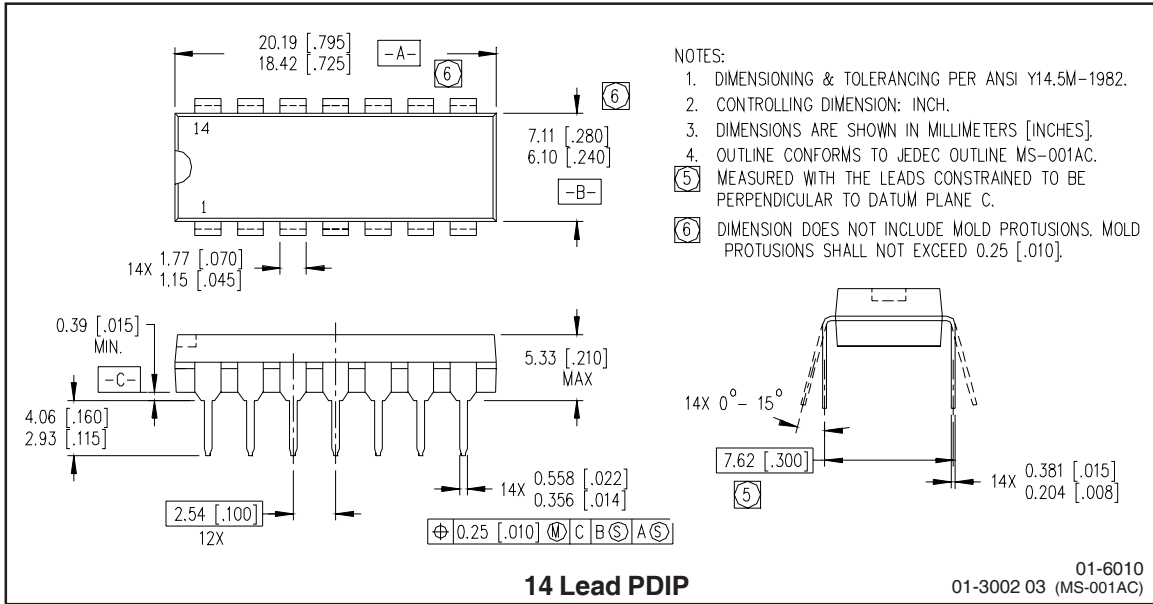 20.19 [.795]
18.42 [.725]
-A-
6
6
14
1
7.11 [.280]
6.10 [.240]
-B-
14X 1.77 [.070]
1.15 [.045]
NOTES:
1. DIMENSIONING & TOLERANCING PER ANSI Y14.5M-1982.
2. CONTROLLING DIMENSION: INCH.
3. DIMENSIONS ARE SHOWN IN MILLIMETERS [INCHES].
4. OUTLINE CONFORMS TO JEDEC OUTLINE MS-001AC.
5 MEASURED WITH THE LEADS CONSTRAINED TO BE
PERPENDICULAR TO DATUM PLANE C.
6 DIMENSION DOES NOT INCLUDE MOLD PROTUSIONS. MOLD
PROTUSIONS SHALL NOT EXCEED 0.25 [.010].
0.39 [.015]
MIN.
-C-
4.06 [.160]
2.93 [.115]
5.33 [.210]
MAX
2.54 [.100]
12X
14X 0.558 [.022]
0.356 [.014]
⌖ 0.25 [.010] Ⓜ C B Ⓢ A Ⓢ
14X 0°- 15°
7.62 [.300]
5
14X 0.381 [.015]
0.204 [.008]
14 Lead PDIP
01-6010
01-3002 03 (MS-001AC)